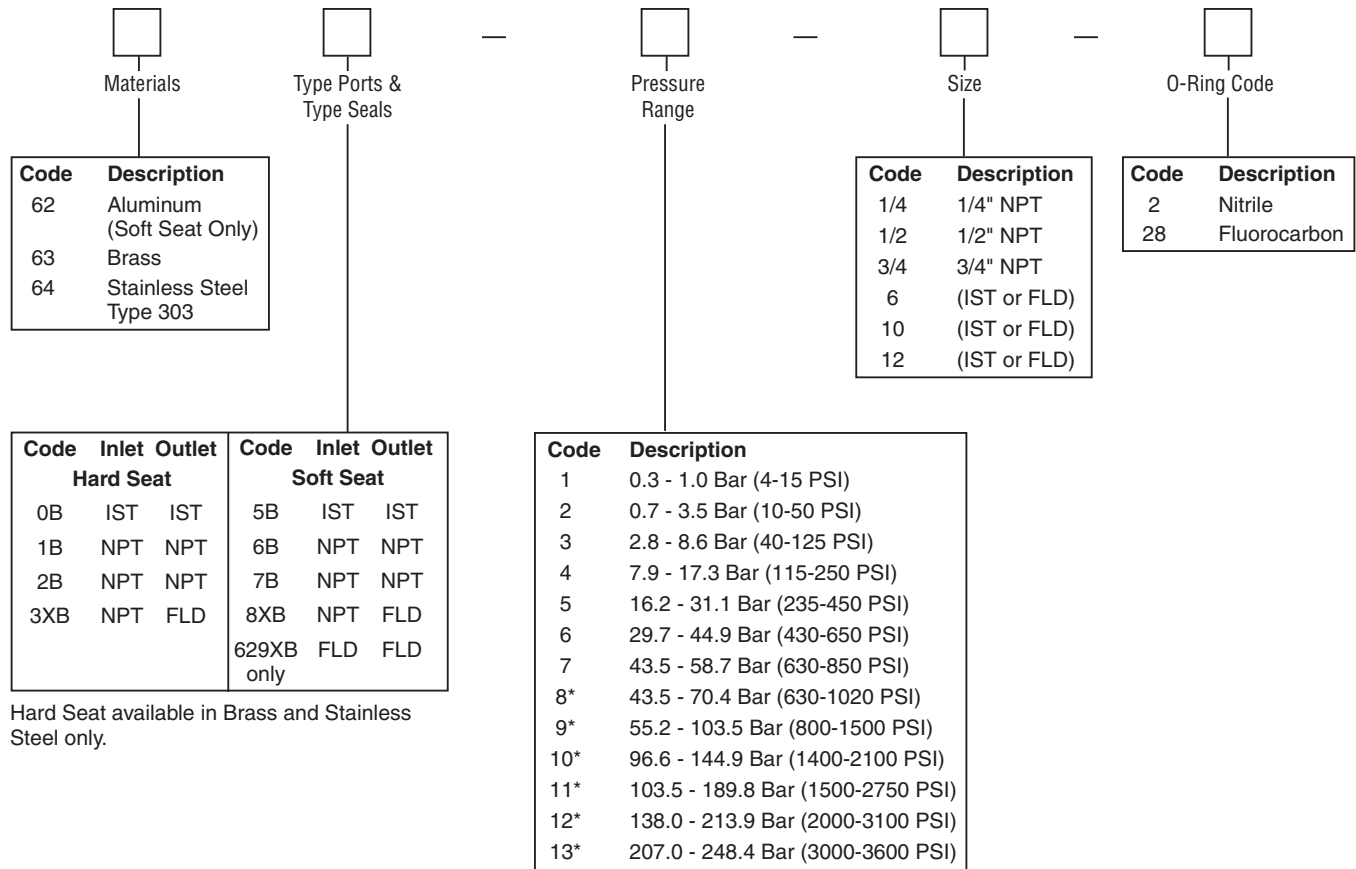 — — —
Materials
Type Ports &
Type Seals
Pressure
Range
Size
O-Ring Code
Code Description
62 Aluminum
(Soft Seat Only)
63 Brass
64 Stainless Steel
Type 303
Code Description
1/4 1/4" NPT
1/2 1/2" NPT
3/4 3/4" NPT
6 (IST or FLD)
10 (IST or FLD)
12 (IST or FLD)
Code Description
2 Nitrile
28 Fluorocarbon
Code Inlet Outlet
Hard Seat
0B IST IST
1B NPT NPT
2B NPT NPT
3XB NPT FLD
Code Inlet Outlet
Soft Seat
5B IST IST
6B NPT NPT
7B NPT NPT
8XB NPT FLD
629XB FLD FLD
only
Hard Seat available in Brass and Stainless
Steel only.
Code Description
1 0.3 - 1.0 Bar (4-15 PSI)
2 0.7 - 3.5 Bar (10-50 PSI)
3 2.8 - 8.6 Bar (40-125 PSI)
4 7.9 - 17.3 Bar (115-250 PSI)
5 16.2 - 31.1 Bar (235-450 PSI)
6 29.7 - 44.9 Bar (430-650 PSI)
7 43.5 - 58.7 Bar (630-850 PSI)
8* 43.5 - 70.4 Bar (630-1020 PSI)
9* 55.2 - 103.5 Bar (800-1500 PSI)
10* 96.6 - 144.9 Bar (1400-2100 PSI)
11* 103.5 - 189.8 Bar (1500-2750 PSI)
12* 138.0 - 213.9 Bar (2000-3100 PSI)
13* 207.0 - 248.4 Bar (3000-3600 PSI)